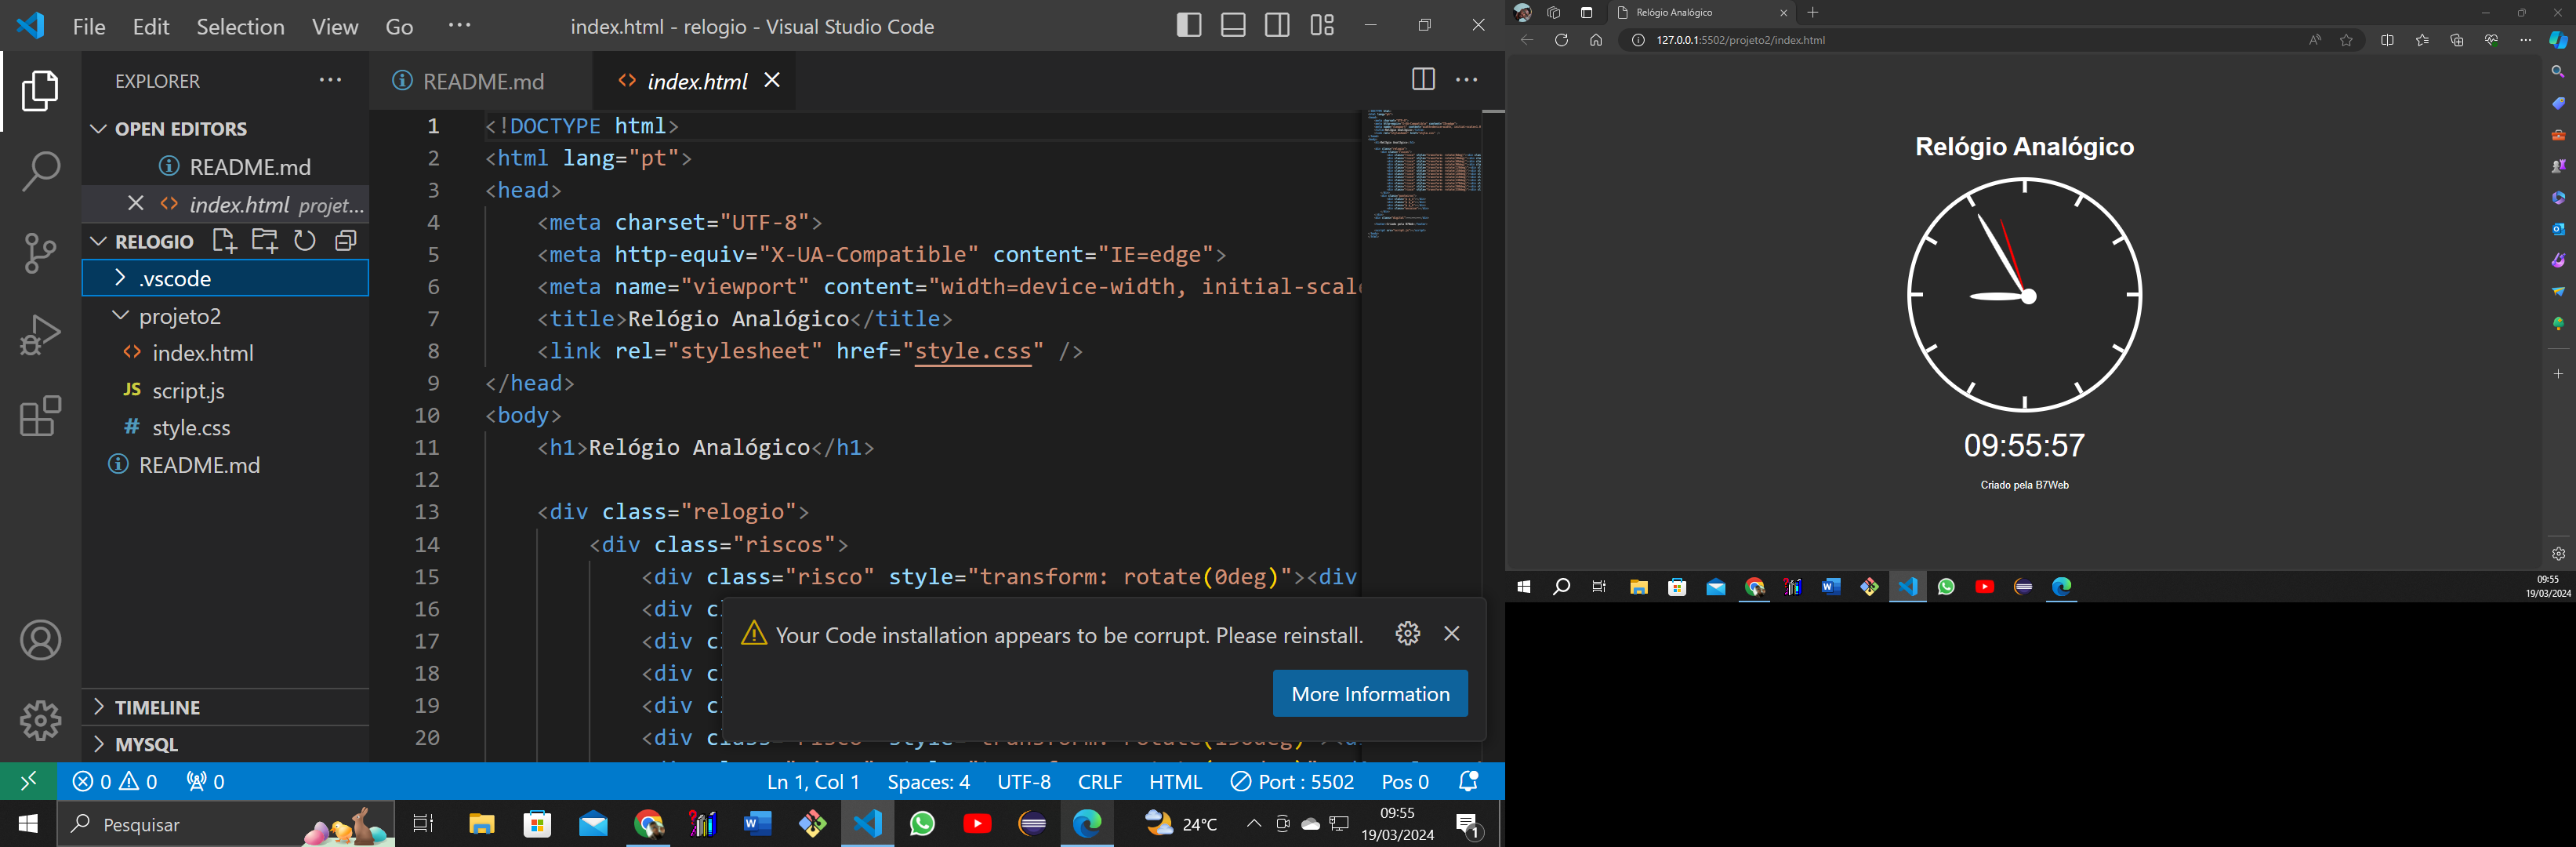 File Edit Selection View Go ···
index.html - relogio - Visual Studio Code
EXPLORER
OPEN EDITORS
README.md
index.html projet...
RELOGIO
.vscode
projeto2
index.html
JS script.js
# style.css
README.md
TIMELINE
MYSQL
README.md
index.html
1 <!DOCTYPE html>
2 <html lang="pt">
3 <head>
4 <meta charset="UTF-8">
5 <meta http-equiv="X-UA-Compatible" content="IE=edge">
6 <meta name="viewport" content="width=device-width, initial-scale
7 <title>Relógio Analógico</title>
8 <link rel="stylesheet" href="style.css" />
9 </head>
10 <body>
11 <h1>Relógio Analógico</h1>
12
13 <div class="relogio">
14 <div class="riscos">
15 <div class="risco" style="transform: rotate(0deg)"><div
16 <div c
17 <div c
18 <div c
19 <div c
20 <div
Your Code installation appears to be corrupt. Please reinstall.
More Information
0 0 0
Ln 1, Col 1 Spaces: 4 UTF-8 CRLF HTML Port : 5502 Pos 0
Pesquisar
24°C
09:55
19/03/2024
1
Relógio Analógico
127.0.0.1:5502/projeto2/index.html
Relógio Analógico
09:55:57
Criado pela B7Web
09:55
19/03/2024